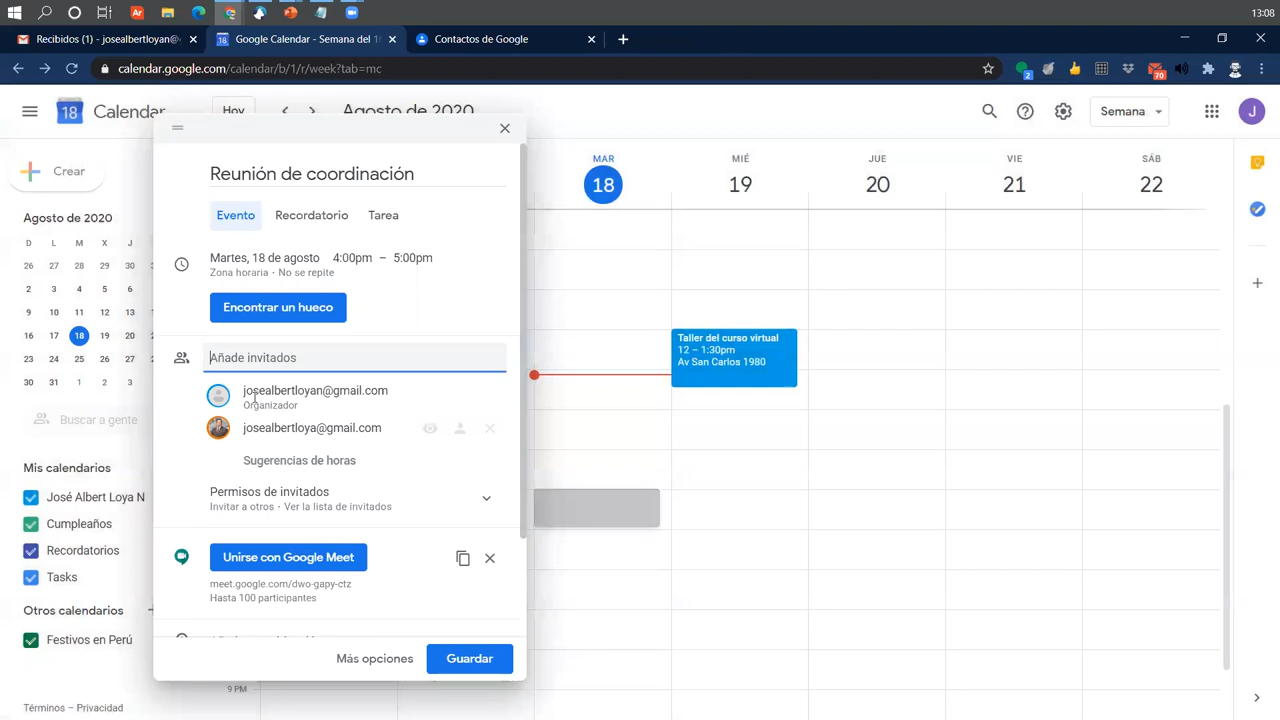 13:08
Recibidos (1) - josealbertloyan@
Google Calendar - Semana del 1
Contactos de Google
calendar.google.com/calendar/b/1/r/week?tab=mc
2
70
18
Calendar
Hoy
Agosto de 2020
Semana
J
Crear
Agosto de 2020
D L M X J
26 27 28 29 30
2 3 4 5 6
9 10 11 12 13
16 17 18 19 20
23 24 25 26 27
30 31 1 2 3
Buscar a gente
Mis calendarios
José Albert Loya N
Cumpleaños
Recordatorios
Tasks
Otros calendarios
Festivos en Perú
Términos – Privacidad
Reunión de coordinación
Evento Recordatorio Tarea
Martes, 18 de agosto 4:00pm – 5:00pm
Zona horaria · No se repite
Encontrar un hueco
Añade invitados
josealbertloyan@gmail.com
Organizador
josealbertloya@gmail.com
Sugerencias de horas
Permisos de invitados
Invitar a otros · Ver la lista de invitados
Unirse con Google Meet
meet.google.com/dwo-gapy-ctz
Hasta 100 participantes
Más opciones
Guardar
9 PM
MAR MIÉ JUE VIE SÁB
18 19 20 21 22
Taller del curso virtual
12 – 1:30pm
Av San Carlos 1980